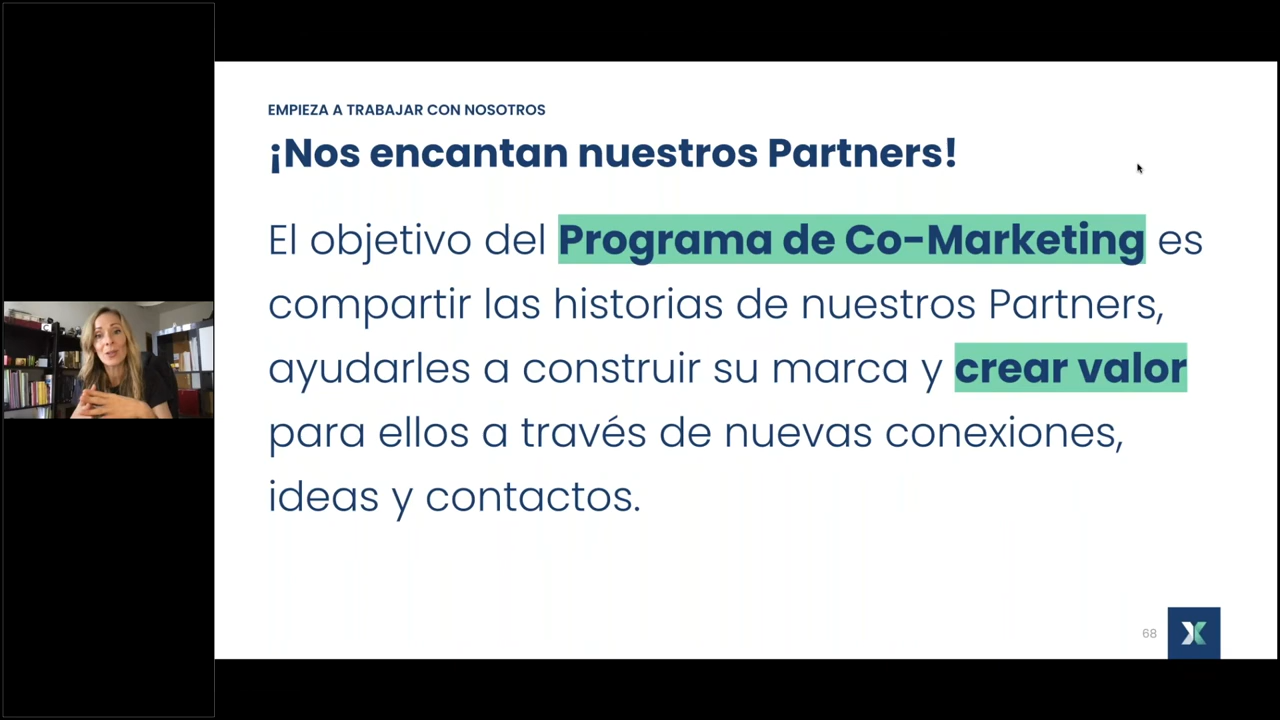 EMPIEZA A TRABAJAR CON NOSOTROS
¡Nos encantan nuestros Partners!
El objetivo del Programa de Co-Marketing es
compartir las historias de nuestros Partners,
ayudarles a construir su marca y crear valor
para ellos a través de nuevas conexiones,
ideas y contactos.
68